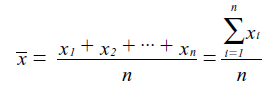 x̄ = (x₁ + x₂ + ··· + xₙ) / n = (∑ᵢ₌₁ⁿ xᵢ) / n